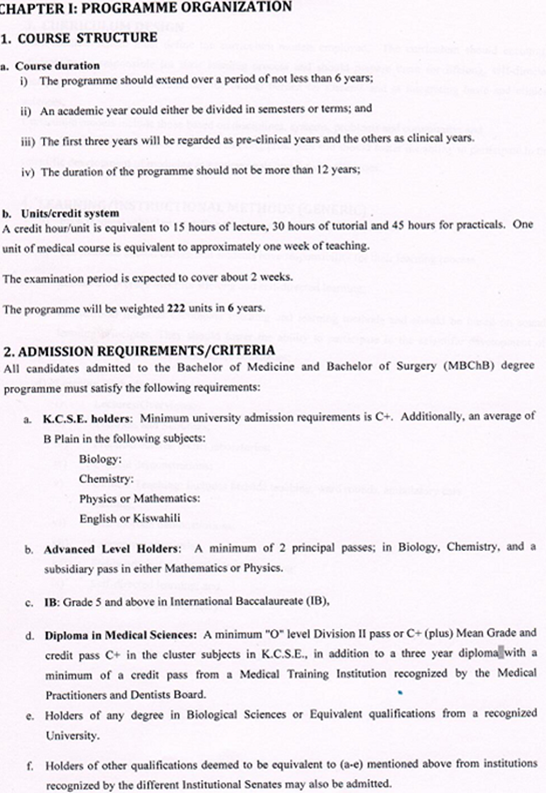 CHAPTER I: PROGRAMME ORGANIZATION
1. COURSE STRUCTURE
a. Course duration
i) The programme should extend over a period of not less than 6 years;
ii) An academic year could either be divided in semesters or terms; and
iii) The first three years will be regarded as pre-clinical years and the others as clinical years.
iv) The duration of the programme should not be more than 12 years;
b. Units/credit system
A credit hour/unit is equivalent to 15 hours of lecture, 30 hours of tutorial and 45 hours for practicals. One
unit of medical course is equivalent to approximately one week of teaching.
The examination period is expected to cover about 2 weeks.
The programme will be weighted 222 units in 6 years.
2. ADMISSION REQUIREMENTS/CRITERIA
All candidates admitted to the Bachelor of Medicine and Bachelor of Surgery (MBChB) degree
programme must satisfy the following requirements:
a. K.C.S.E. holders: Minimum university admission requirements is C+. Additionally, an average of
B Plain in the following subjects:
Biology:
Chemistry:
Physics or Mathematics:
English or Kiswahili
b. Advanced Level Holders: A minimum of 2 principal passes; in Biology, Chemistry, and a
subsidiary pass in either Mathematics or Physics.
c. IB: Grade 5 and above in International Baccalaureate (IB),
d. Diploma in Medical Sciences: A minimum "O" level Division II pass or C+ (plus) Mean Grade and
credit pass C+ in the cluster subjects in K.C.S.E., in addition to a three year diploma with a
minimum of a credit pass from a Medical Training Institution recognized by the Medical
Practitioners and Dentists Board.
e. Holders of any degree in Biological Sciences or Equivalent qualifications from a recognized
University.
f. Holders of other qualifications deemed to be equivalent to (a-e) mentioned above from institutions
recognized by the different Institutional Senates may also be admitted.